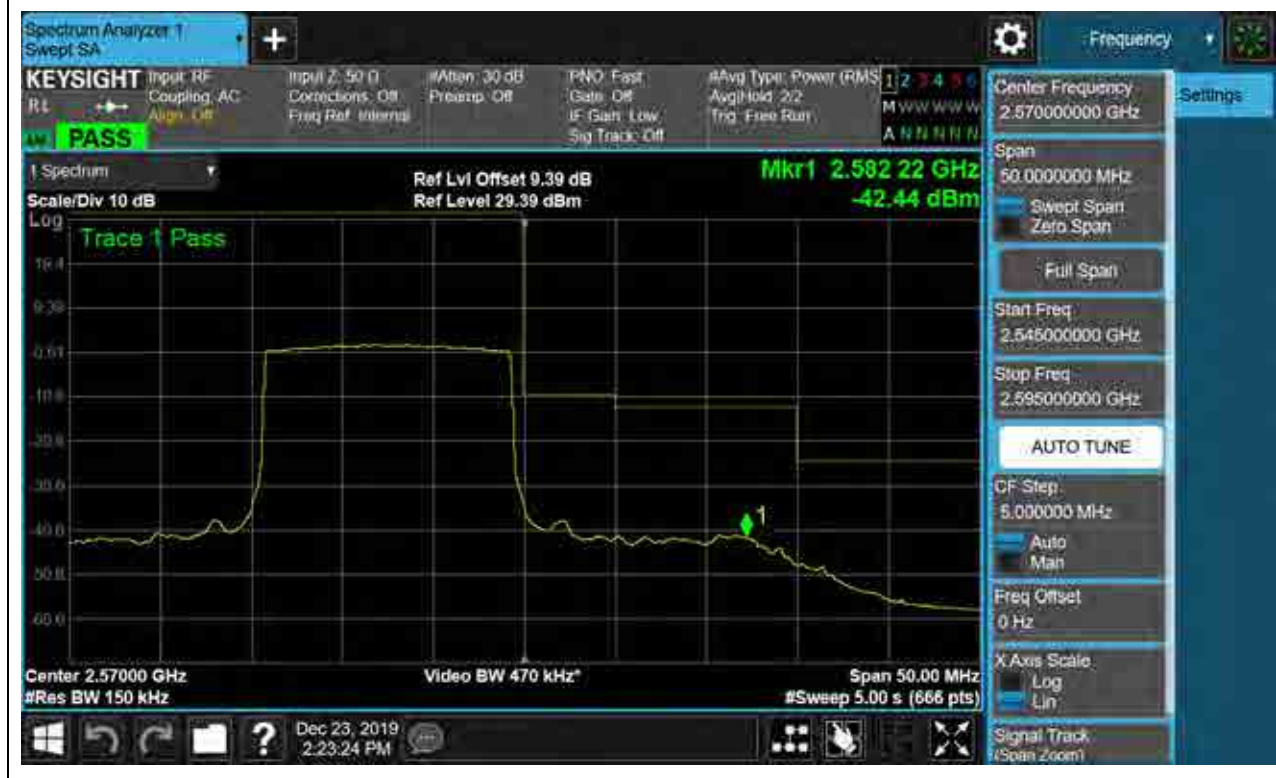 Spectrum Analyzer 1
Swept SA
Frequency
KEYSIGHT
Input: RF
Coupling: AC
Align: Off
Input Z: 50 Ω
Corrections: Off
Freq Ref: Internal
#Atten: 30 dB
Preamp: Off
PNO: Fast
Gate: Off
IF Gain: Low
Sig Track: Off
#Avg Type: Power (RMS
Avg|Hold: 2/2
Trig: Free Run
1 2 3 4 5 6
M W W W W W
A N N N N N
PASS
1 Spectrum
Scale/Div 10 dB
Ref Lvl Offset 9.39 dB
Ref Level 29.39 dBm
Mkr1 2.582 22 GHz
-42.44 dBm
Log
Trace 1 Pass
19.4
9.39
-0.61
-10.6
-20.6
-30.6
-40.6
-50.6
-60.6
1
Center 2.57000 GHz
#Res BW 150 kHz
Video BW 470 kHz*
Span 50.00 MHz
#Sweep 5.00 s (666 pts)
Center Frequency
2.570000000 GHz
Settings
Span
50.0000000 MHz
Swept Span
Zero Span
Full Span
Start Freq
2.545000000 GHz
Stop Freq
2.595000000 GHz
AUTO TUNE
CF Step
5.000000 MHz
Auto
Man
Freq Offset
0 Hz
X Axis Scale
Log
Lin
Signal Track
(Span Zoom)
?
Dec 23, 2019
2:23:24 PM